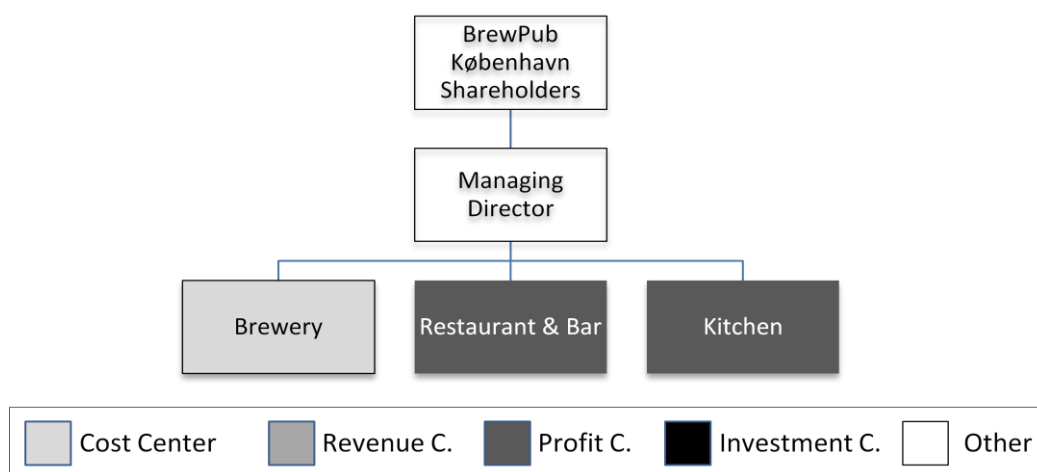 BrewPub
København
Shareholders
Managing
Director
Brewery
Restaurant & Bar
Kitchen
Cost Center
Revenue C.
Profit C.
Investment C.
Other